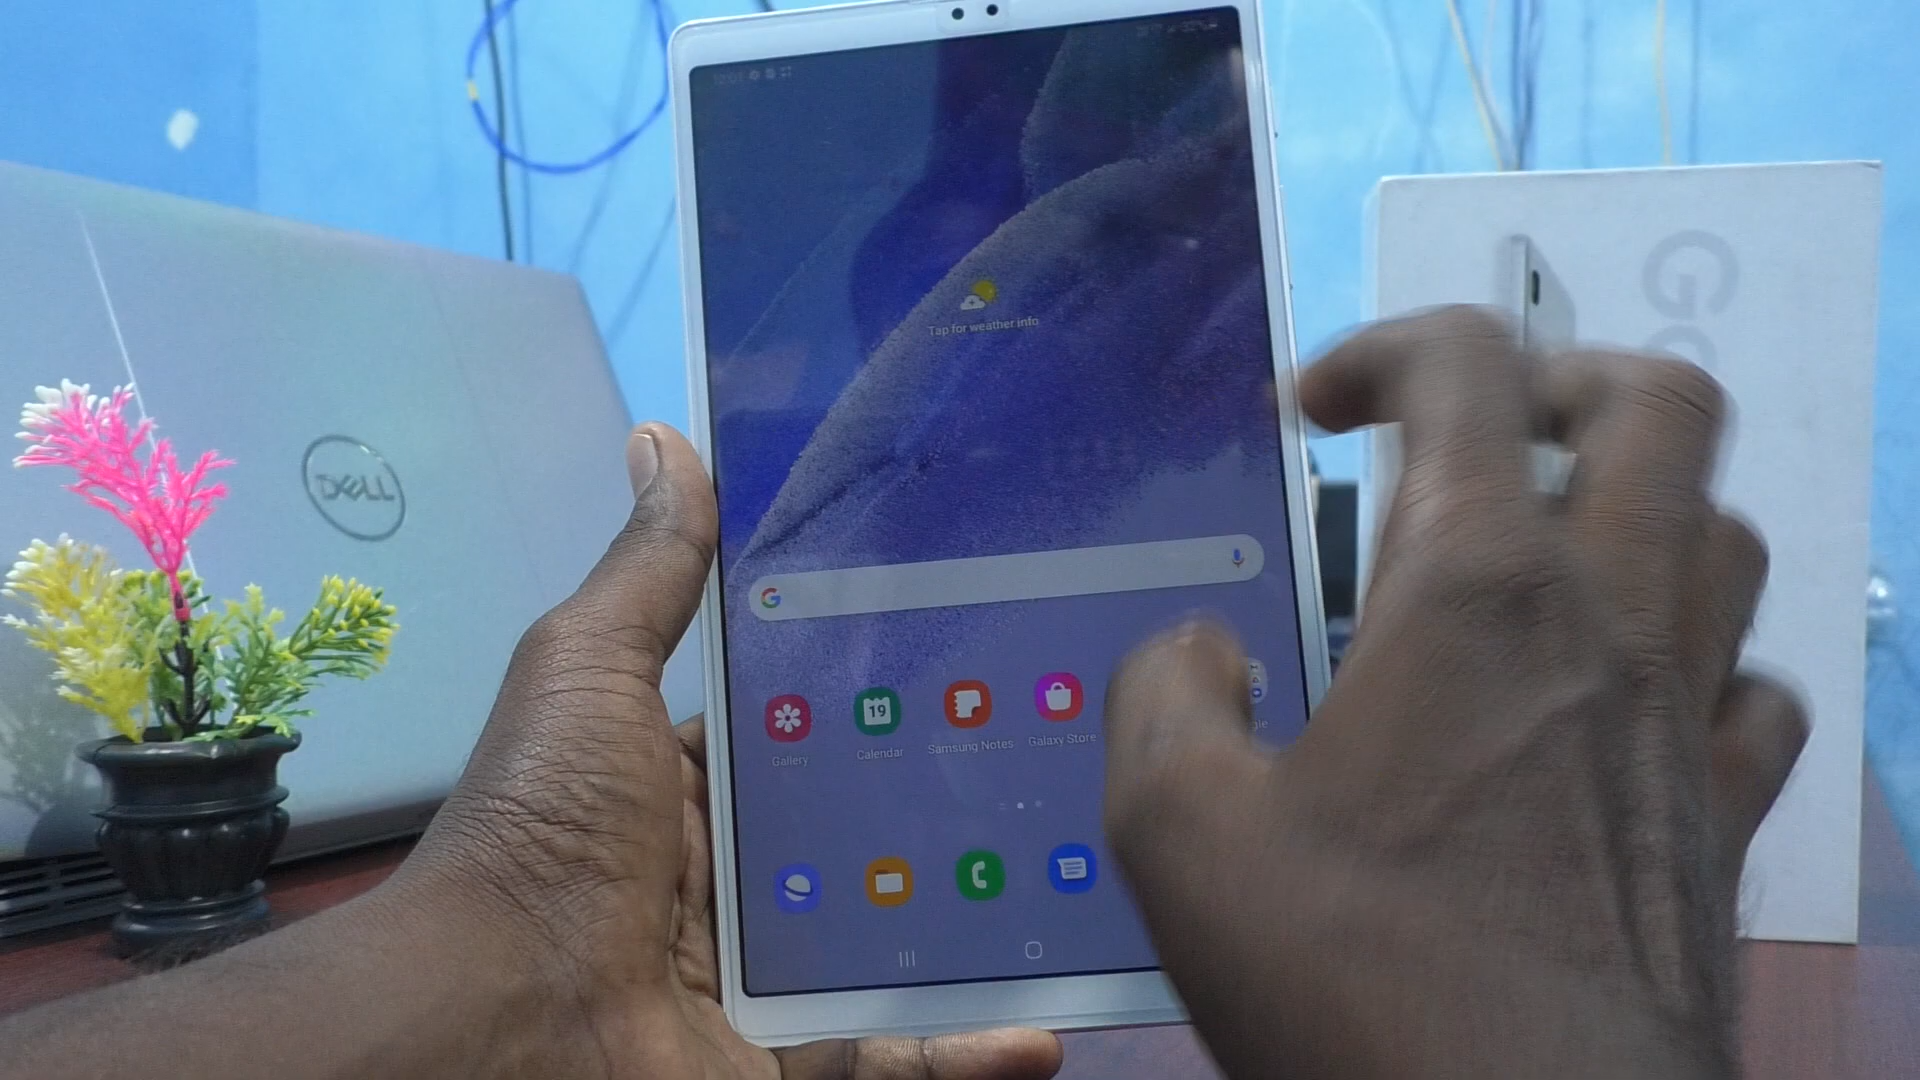 Tap for weather info
G
Gallery
Calendar
19
Samsung Notes
Galaxy Store
DELL
G